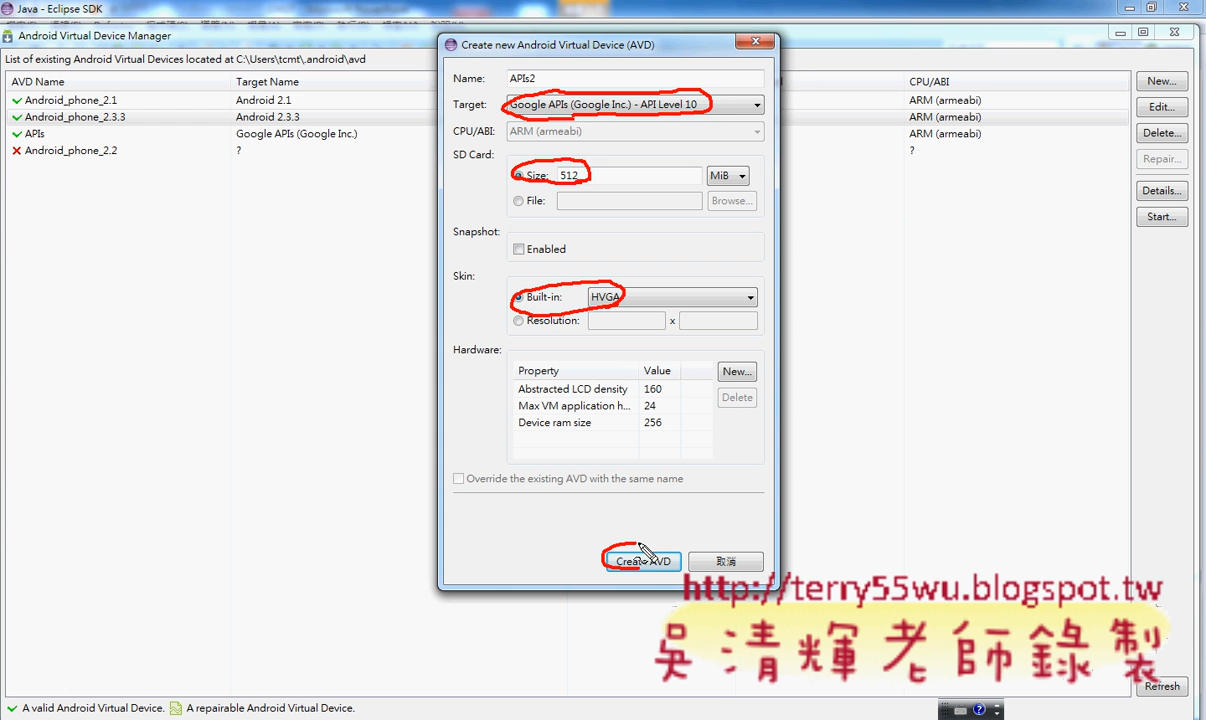 Java - Eclipse SDK
Android Virtual Device Manager
List of existing Android Virtual Devices located at C:\Users\tcmt\.android\avd
AVD Name Target Name CPU/ABI
Android_phone_2.1 Android 2.1 ARM (armeabi)
Android_phone_2.3.3 Android 2.3.3 ARM (armeabi)
APIs Google APIs (Google Inc.) ARM (armeabi)
Android_phone_2.2 ? ?
New...
Edit...
Delete...
Repair...
Details...
Start...
Refresh
Create new Android Virtual Device (AVD)
Name: APIs2
Target: Google APIs (Google Inc.) - API Level 10
CPU/ABI: ARM (armeabi)
SD Card:
Size: 512 MiB
File: Browse...
Snapshot:
Enabled
Skin:
Built-in: HVGA
Resolution: x
Hardware:
Property Value New...
Abstracted LCD density 160
Max VM application h... 24 Delete
Device ram size 256
Override the existing AVD with the same name
Create AVD 取消
http://terry55wu.blogspot.tw
吳清輝老師錄製
A valid Android Virtual Device. A repairable Android Virtual Device.